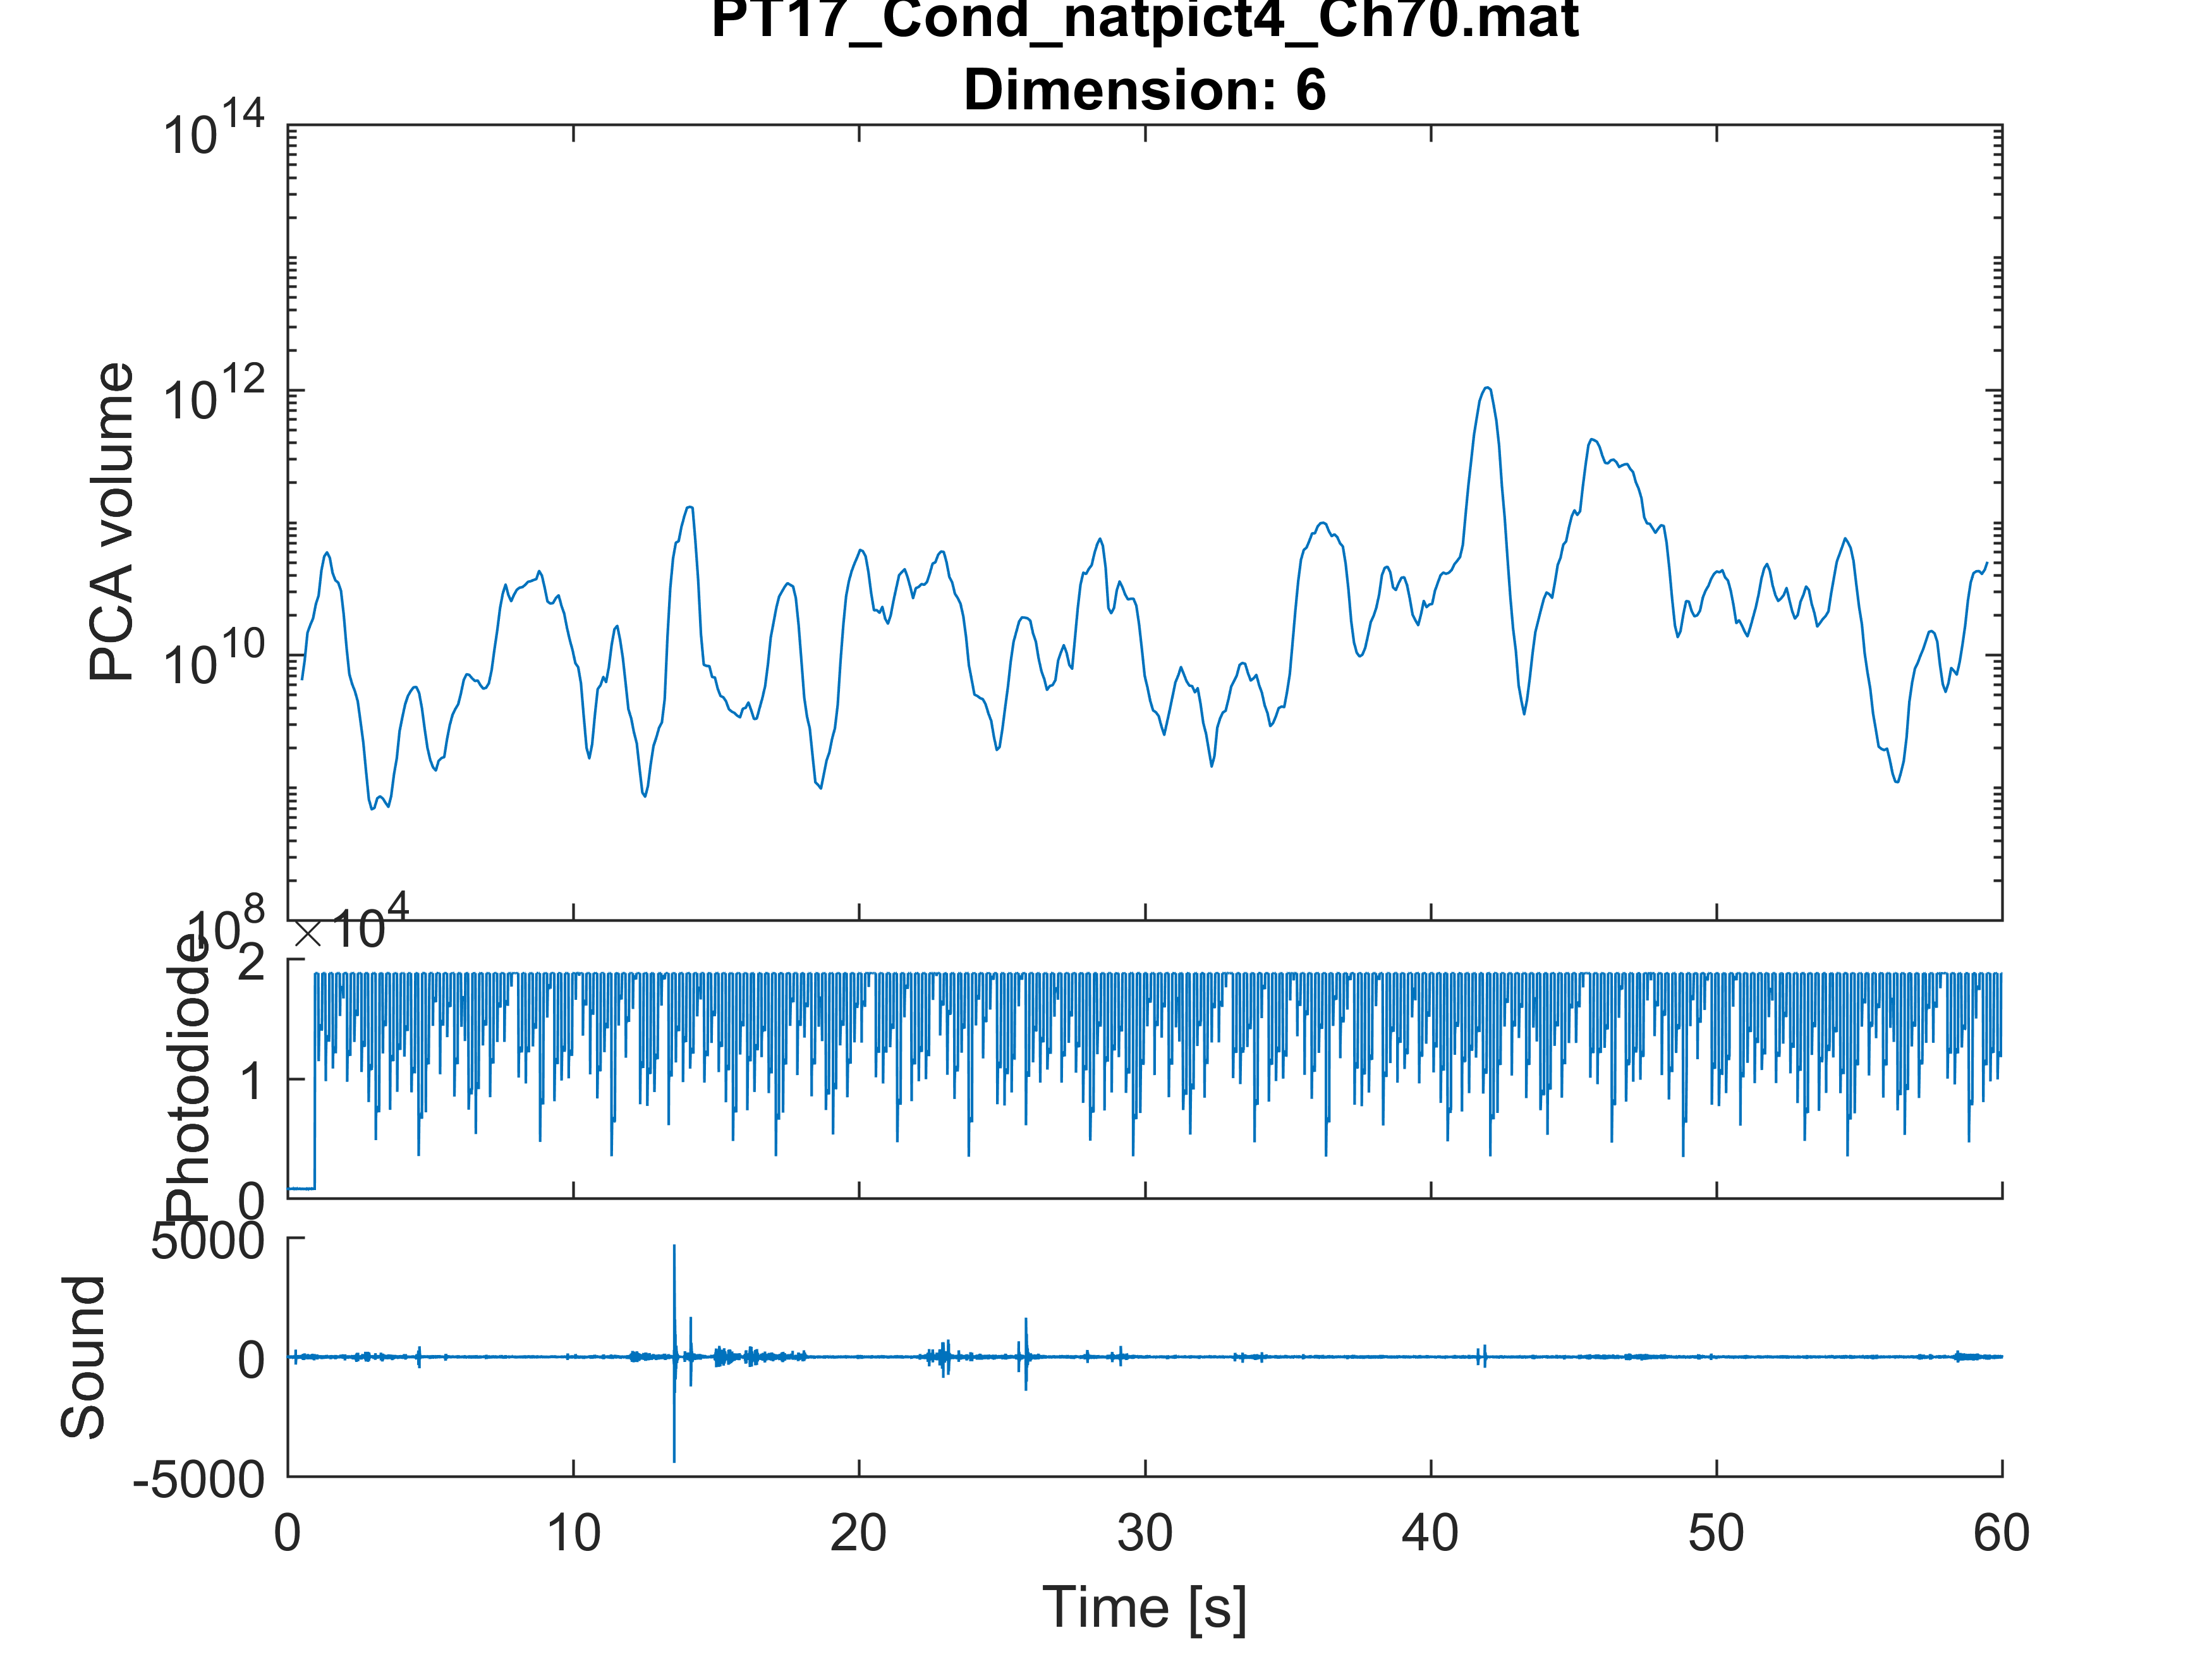 PT17_Cond_natpict4_Ch70.mat
Dimension: 6
10^14
10^12
10^10
10^8
PCA volume
× 10^4
2
1
0
Photodiode
5000
0
-5000
Sound
0 10 20 30 40 50 60
Time [s]